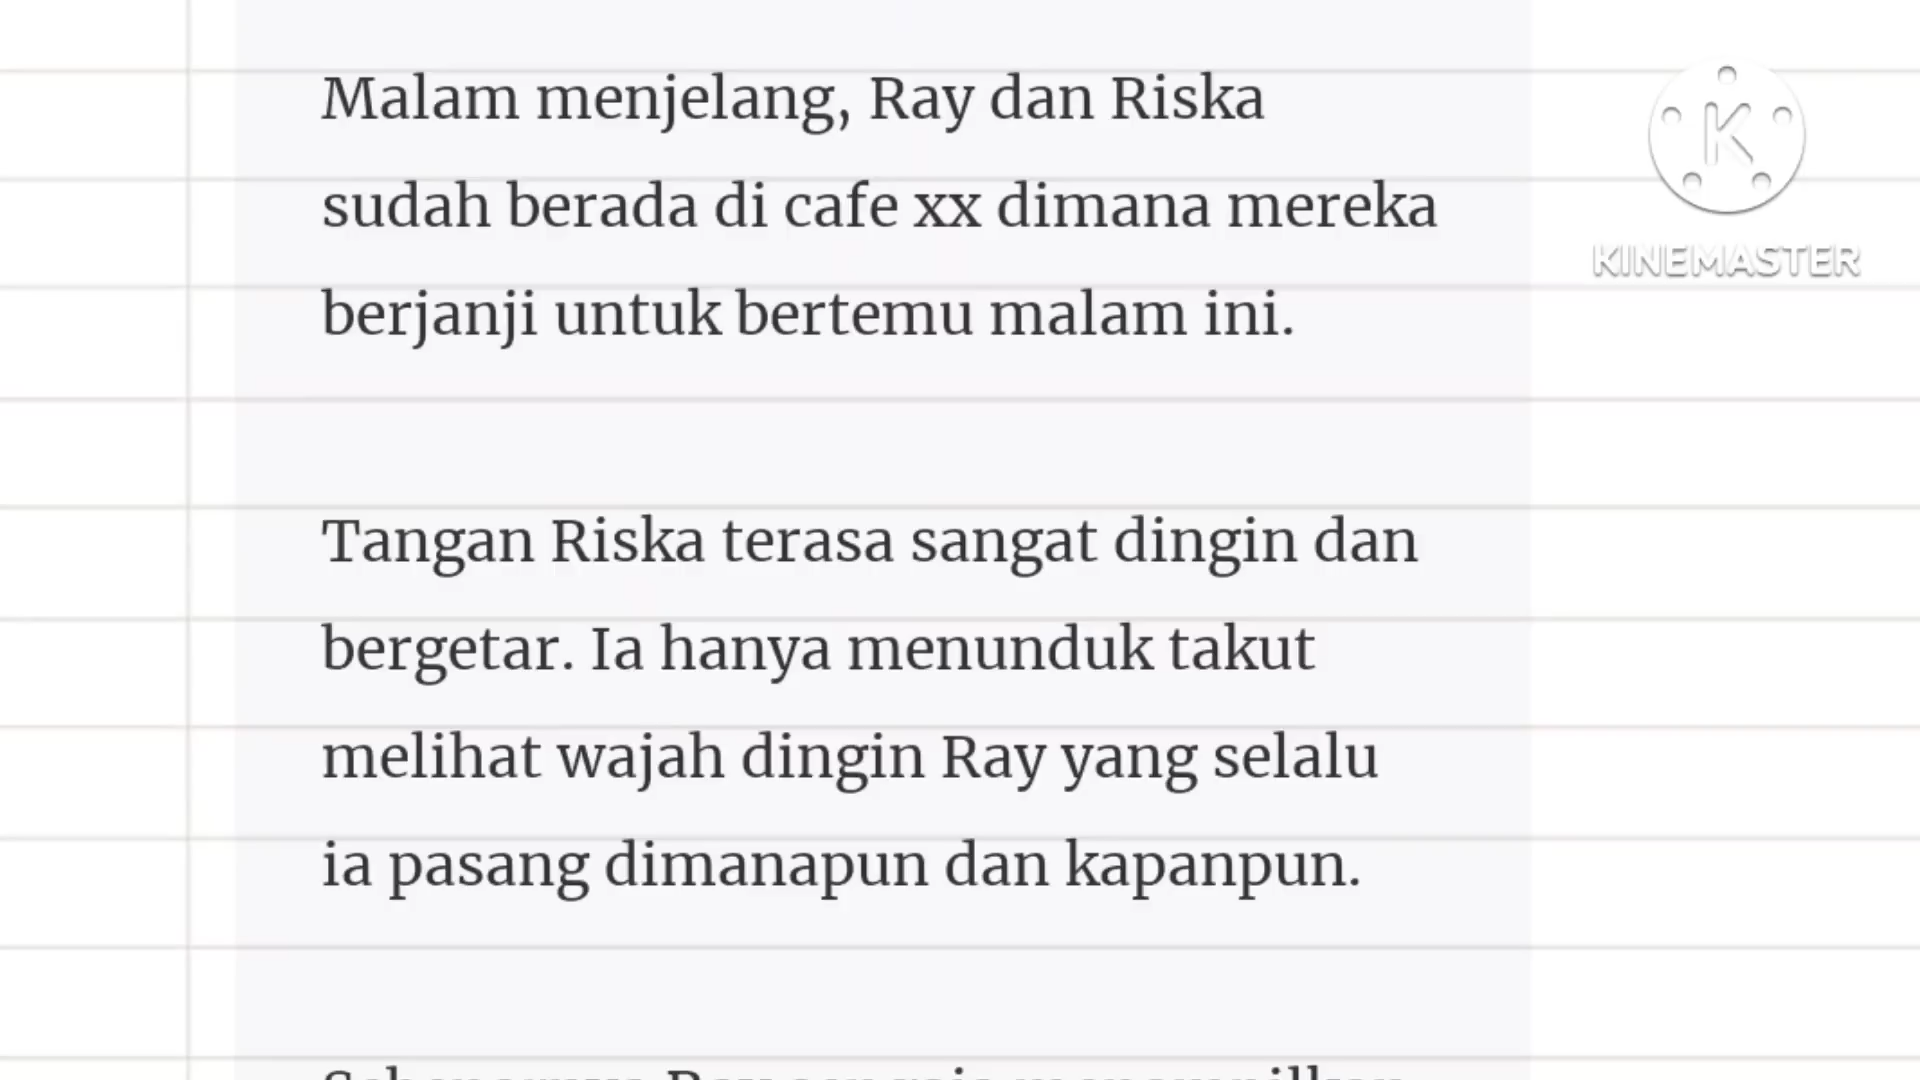 Malam menjelang, Ray dan Riska
sudah berada di cafe xx dimana mereka
berjanji untuk bertemu malam ini.
Tangan Riska terasa sangat dingin dan
bergetar. Ia hanya menunduk takut
melihat wajah dingin Ray yang selalu
ia pasang dimanapun dan kapanpun.
K
KINEMASTER